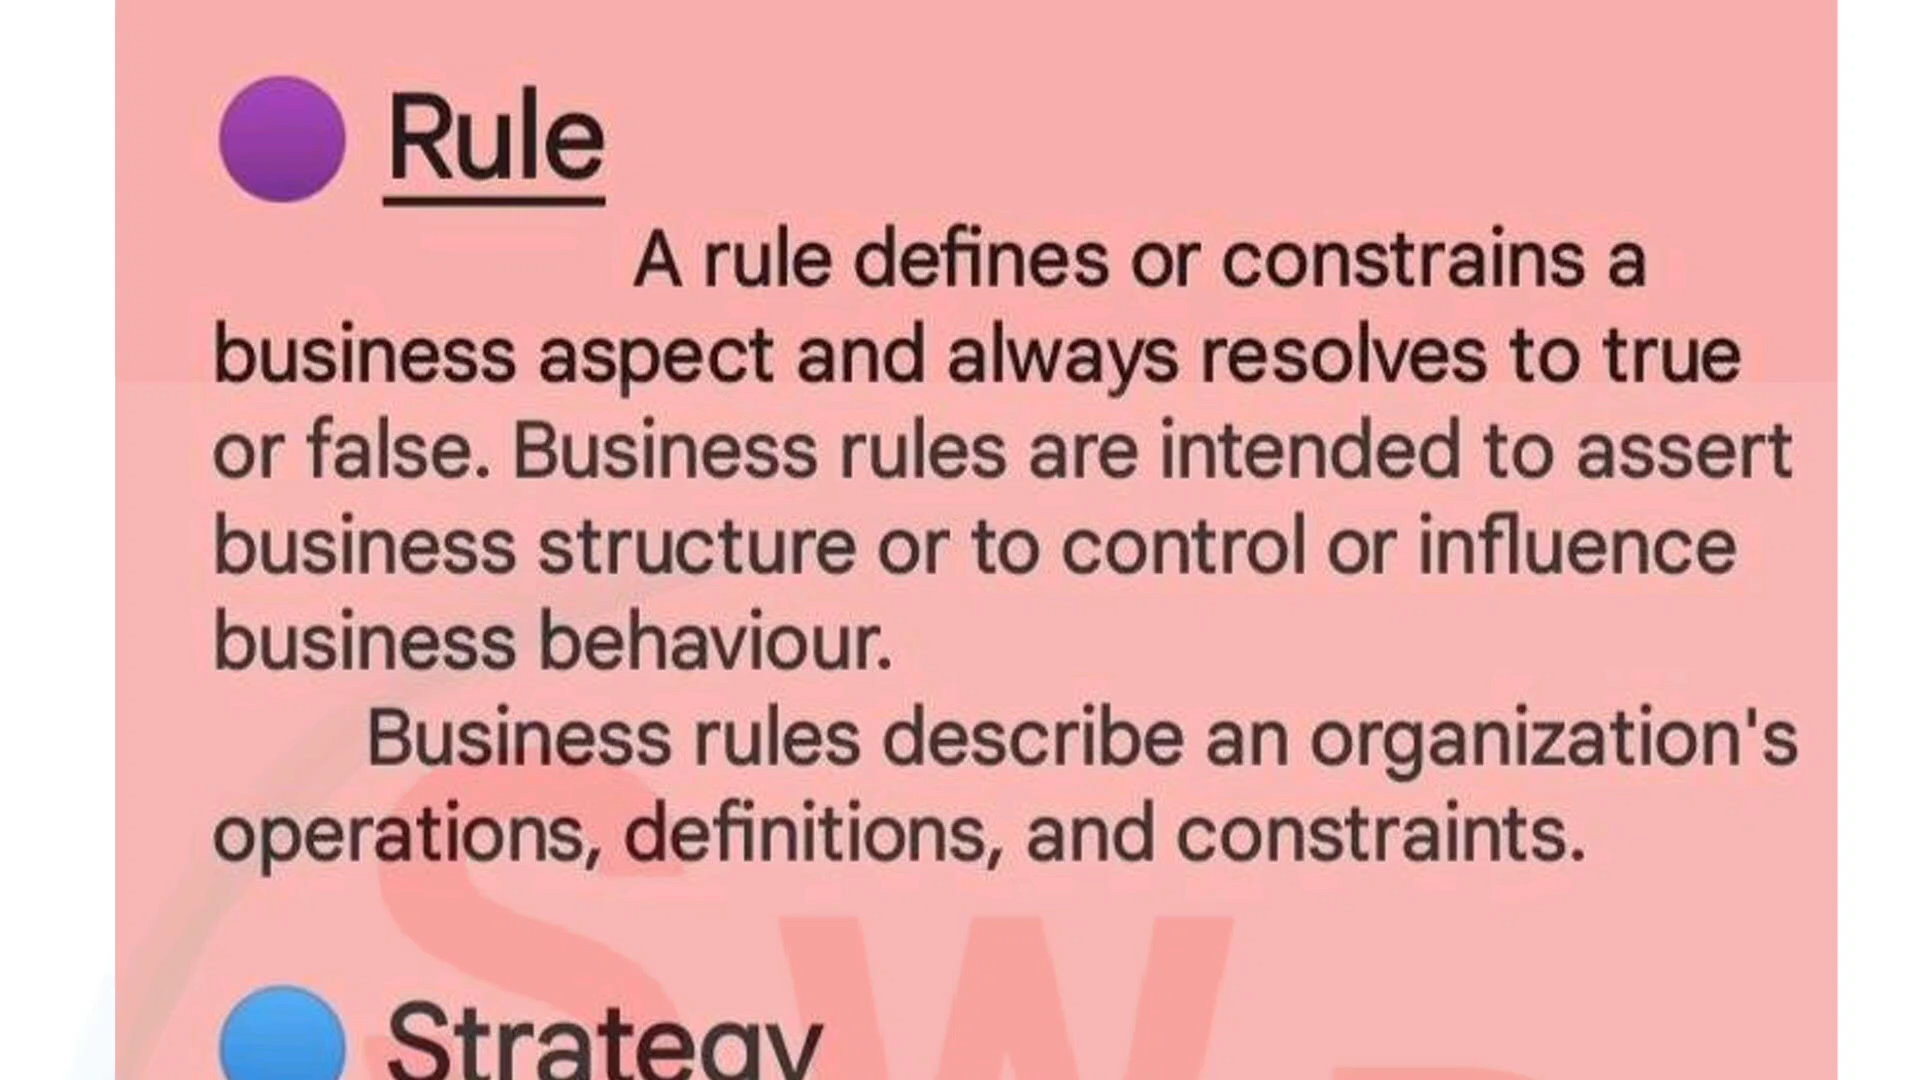 Rule
A rule defines or constrains a
business aspect and always resolves to true
or false. Business rules are intended to assert
business structure or to control or influence
business behaviour.
Business rules describe an organization's
operations, definitions, and constraints.
Strategy